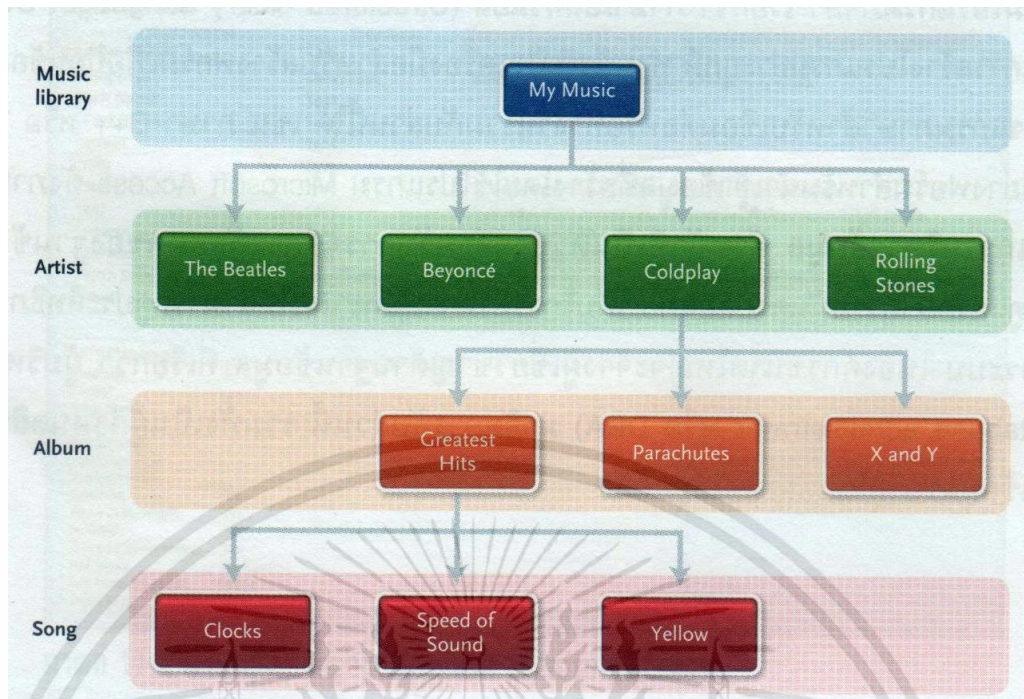 Music
library
My Music
Artist
The Beatles
Beyoncé
Coldplay
Rolling
Stones
Album
Greatest
Hits
Parachutes
X and Y
Song
Clocks
Speed of
Sound
Yellow